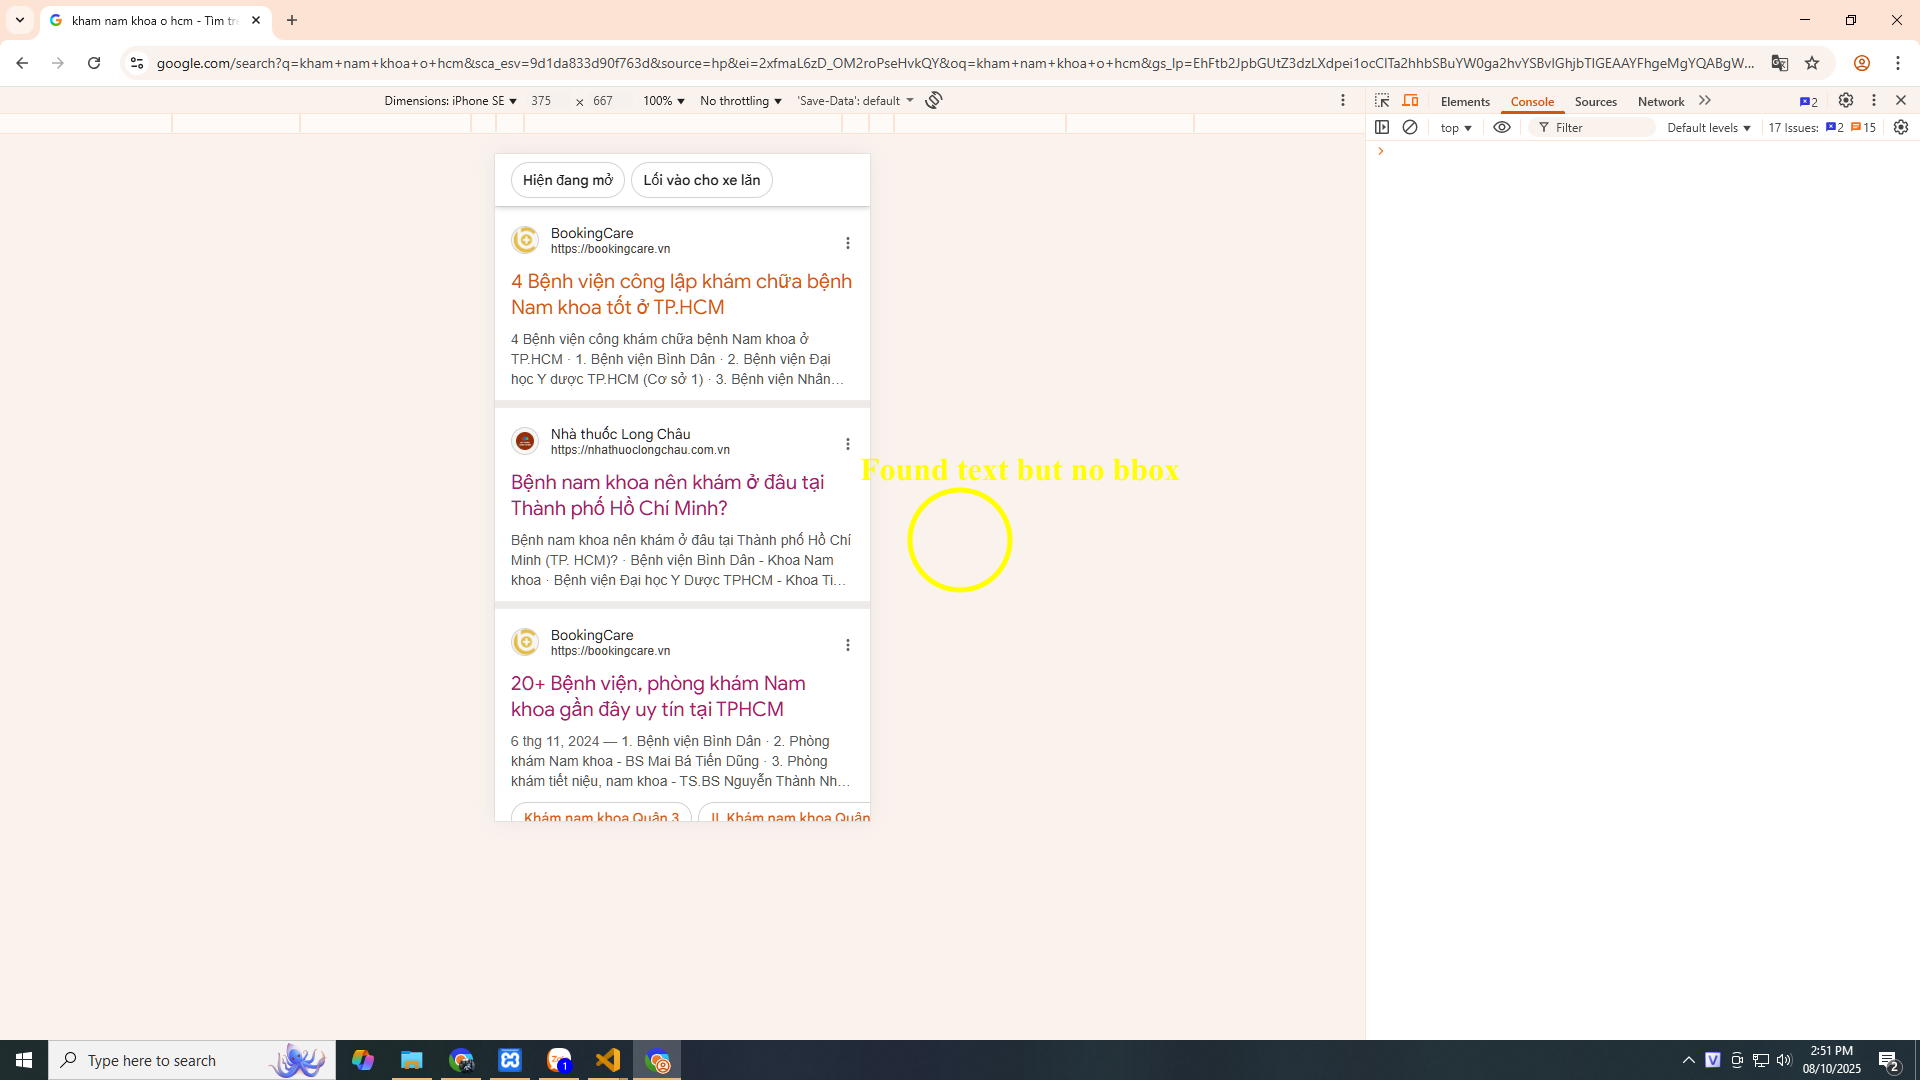 kham nam khoa o hcm - Tìm tr
google.com/search?q=kham+nam+khoa+o+hcm&sca_esv=9d1da833d90f763d&source=hp&ei=2xfmaL6zD_OM2roPseHvkQY&oq=kham+nam+khoa+o+hcm&gs_lp=EhFtb2JpbGUtZ3dzLXdpei1ocCITa2hhbSBuYW0ga2hvYSBvIGhjbTIGEAAYFhgeMgYQABgW...
Dimensions: iPhone SE 375 × 667 100% No throttling 'Save-Data': default
Elements Console Sources Network 2
top Filter Default levels 17 Issues: 2 15
Hiện đang mở Lối vào cho xe lăn
BookingCare
https://bookingcare.vn
4 Bệnh viện công lập khám chữa bệnh
Nam khoa tốt ở TP.HCM
4 Bệnh viện công khám chữa bệnh Nam khoa ở
TP.HCM · 1. Bệnh viện Bình Dân · 2. Bệnh viện Đại
học Y dược TP.HCM (Cơ sở 1) · 3. Bệnh viện Nhân...
Nhà thuốc Long Châu
https://nhathuoclongchau.com.vn
Bệnh nam khoa nên khám ở đâu tại
Thành phố Hồ Chí Minh?
Bệnh nam khoa nên khám ở đâu tại Thành phố Hồ Chí
Minh (TP. HCM)? · Bệnh viện Bình Dân - Khoa Nam
khoa · Bệnh viện Đại học Y Dược TPHCM - Khoa Ti...
Found text but no bbox
BookingCare
https://bookingcare.vn
20+ Bệnh viện, phòng khám Nam
khoa gần đây uy tín tại TPHCM
6 thg 11, 2024 — 1. Bệnh viện Bình Dân · 2. Phòng
khám Nam khoa - BS Mai Bá Tiến Dũng · 3. Phòng
khám tiết niệu, nam khoa - TS.BS Nguyễn Thành Nh...
Khám nam khoa Quận 3 II. Khám nam khoa Quận
Type here to search
1
V
2:51 PM
08/10/2025
2